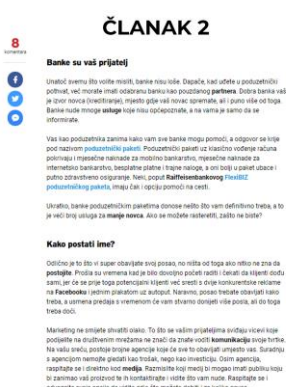 ČLANAK 2
8
komentara
Banke su vaš prijatelj
Unatoč svemu što volite misliti, banke nisu loše. Dapače, kad uđete u poduzetnički
pothvat, već morate imati odabranu banku kao pouzdanog partnera. Dobra banka vaš
je izvor novca (kreditiranje), mjesto gdje vaš novac spremate, ali i puno više od toga.
Banke nude mnoge usluge koje nisu općepoznate, a na vama je samo da se
informirate.
Vas kao poduzetnika zanima kako vam sve banke mogu pomoći, a odgovor se krije
pod nazivom poduzetnički paketi. Poduzetnički paketi uz klasično vođenje računa
pokrivaju i mjesečne naknade za mobilno bankarstvo, mjesečne naknade za
internetsko bankarstvo, besplatne platne i trajne naloge, a oni bolji u paket ubace i
putno zdravstveno osiguranje. Neki, poput Raiffeisenbankovog FlexiBIZ
poduzetničkog paketa, imaju čak i opciju pomoći na cesti.
Ukratko, banke poduzetničkim paketima donose nešto što vam definitivno treba, a to
je veći broj usluga za manje novca. Ako se možete rasteretiti, zašto ne biste?
Kako postati ime?
Odlično je to što vi super obavljate svoj posao, no ništa od toga ako nitko ne zna da
postojite. Prošla su vremena kad je bilo dovoljno početi raditi i čekati da klijenti dođu
sami, jer će se prije toga potencijalni klijenti već sresti s dvije konkurentske reklame
na Facebooku i jednim plakatom uz autoput. Naravno, posao trebate obavljati kako
treba, a usmena predaja s vremenom će vam stvarno donijeti više posla, ali do toga
treba doći.
Marketing ne smijete shvatiti olako. To što se vašim prijateljima sviđaju vicevi koje
podijelite na društvenim mrežama ne znači da znate voditi komunikaciju svoje tvrtke.
Na vašu sreću, postoje brojne agencije koje će sve to obavljati umjesto vas. Suradnju
s agencijom nemojte gledati kao trošak, nego kao investiciju. Osim agencija,
raspitajte se i direktno kod medija. Razmislite koji mediji bi mogao imati publiku koju
bi zanimao vaš proizvod te ih kontaktirajte i vidite što vam nude. Raspitajte se i